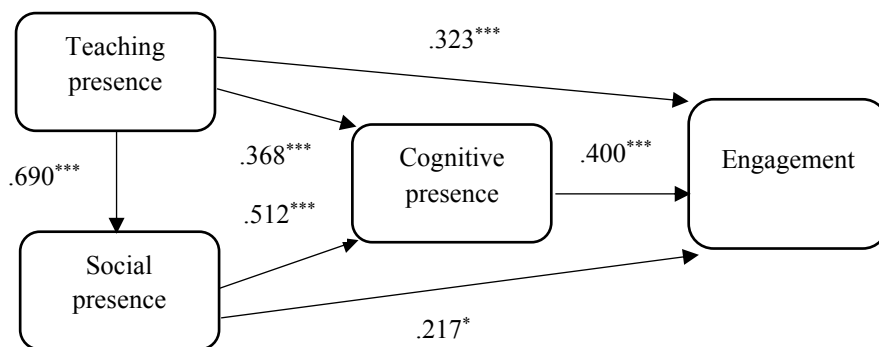 Teaching
presence
.323***
.690***
.368***
Cognitive
presence
.400***
Engagement
.512***
Social
presence
.217*